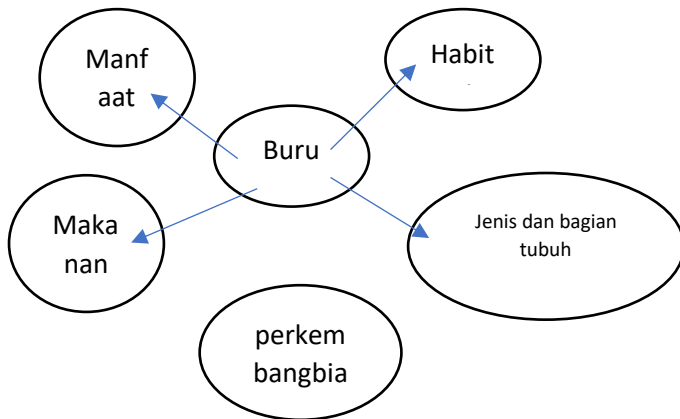 Manf
aat
Habit
Buru
Maka
nan
Jenis dan bagian
tubuh
perkem
bangbia